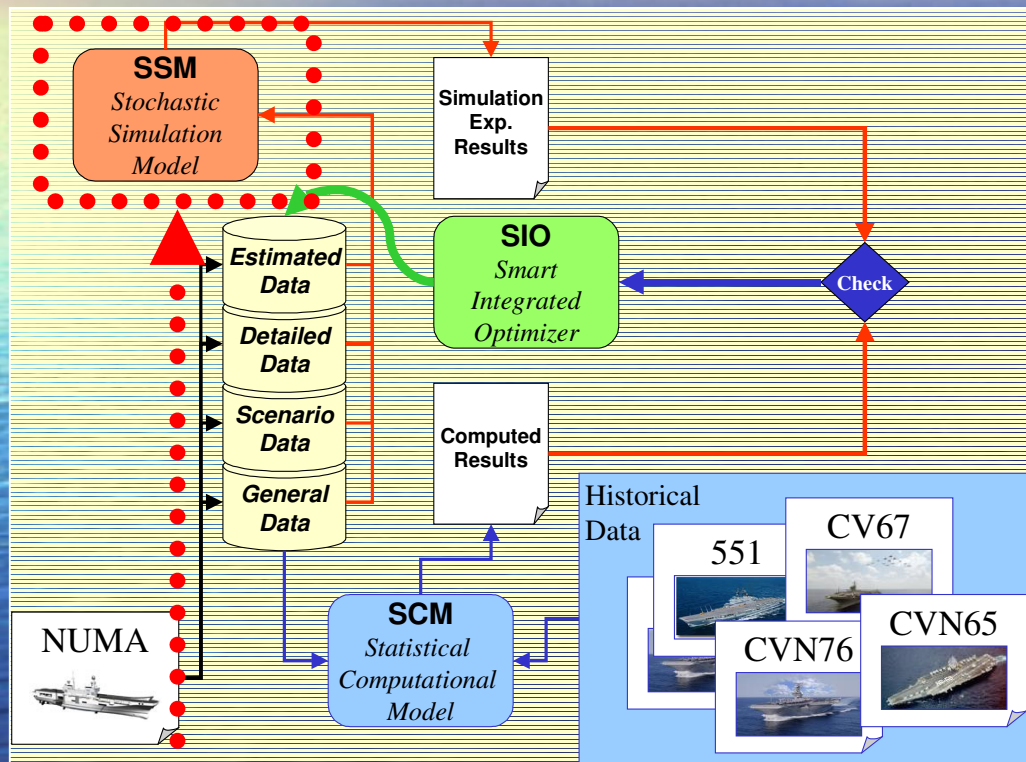 SSM
Stochastic
Simulation
Model
Simulation
Exp.
Results
Estimated
Data
Detailed
Data
Scenario
Data
General
Data
SIO
Smart
Integrated
Optimizer
Check
Computed
Results
SCM
Statistical
Computational
Model
NUMA
Historical
Data
551
CV67
CVN76
CVN65